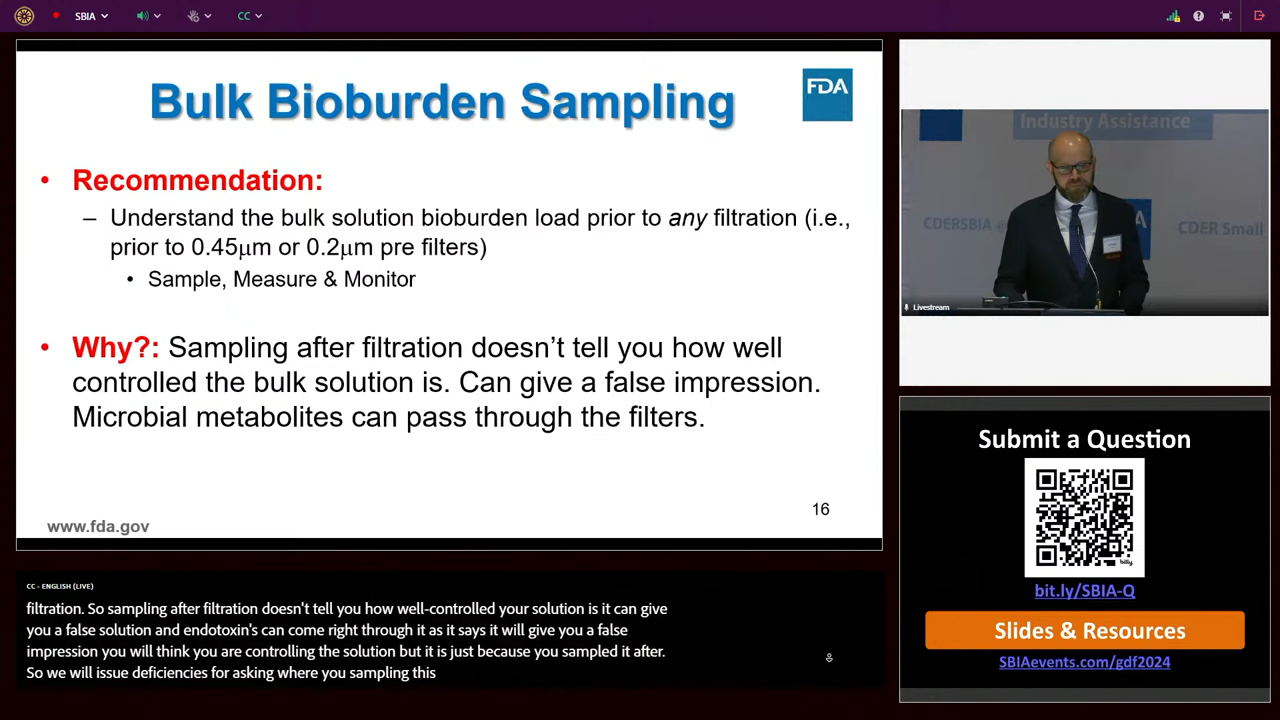 SBIA
CC
Bulk Bioburden Sampling
FDA
• Recommendation:
– Understand the bulk solution bioburden load prior to any filtration (i.e.,
prior to 0.45μm or 0.2μm pre filters)
• Sample, Measure & Monitor
• Why?: Sampling after filtration doesn’t tell you how well
controlled the bulk solution is. Can give a false impression.
Microbial metabolites can pass through the filters.
16
www.fda.gov
CC - ENGLISH (LIVE)
filtration. So sampling after filtration doesn't tell you how well-controlled your solution is it can give
you a false solution and endotoxin's can come right through it as it says it will give you a false
impression you will think you are controlling the solution but it is just because you sampled it after.
So we will issue deficiencies for asking where you sampling this
Industry Assistance
CDERSBIA @
DA
CDER Small
Livestream
Submit a Question
bitly
bit.ly/SBIA-Q
Slides & Resources
SBIAevents.com/gdf2024